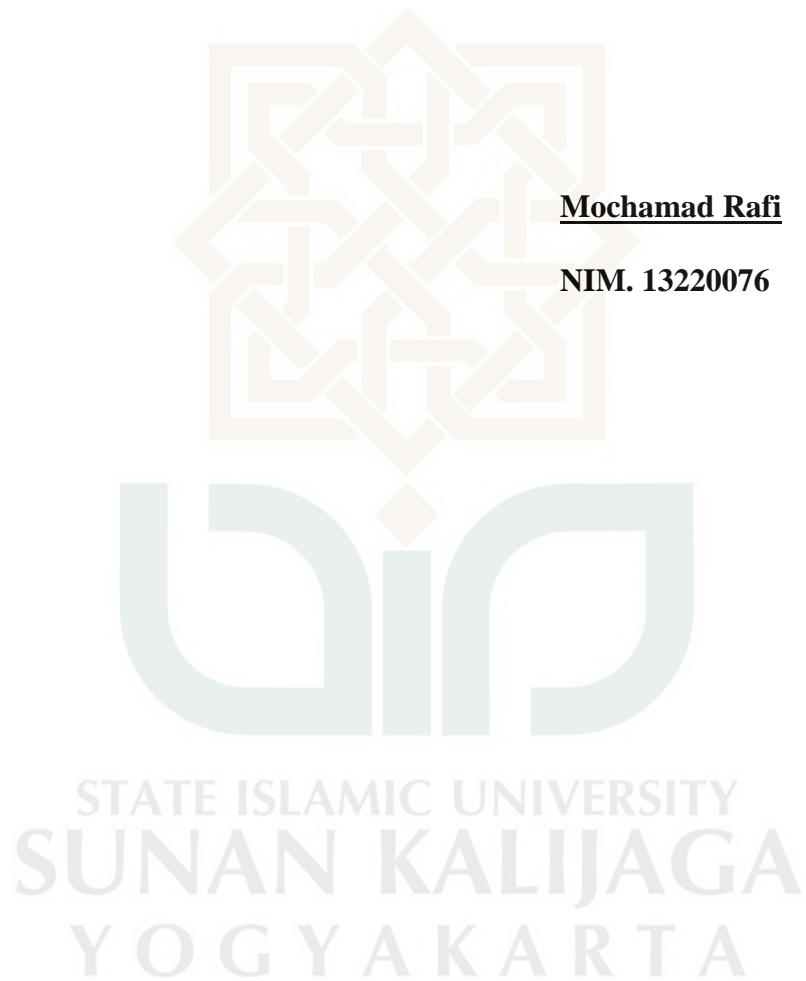 Mochamad Rafi
NIM. 13220076
STATE ISLAMIC UNIVERSITY
SUNAN KALIJAGA
YOGYAKARTA